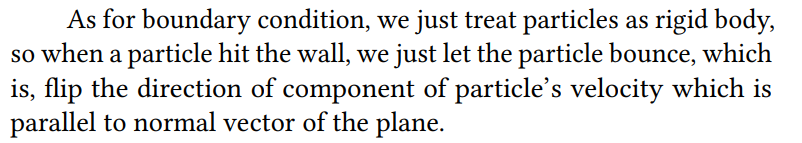 As for boundary condition, we just treat particles as rigid body,
so when a particle hit the wall, we just let the particle bounce, which
is, flip the direction of component of particle’s velocity which is
parallel to normal vector of the plane.